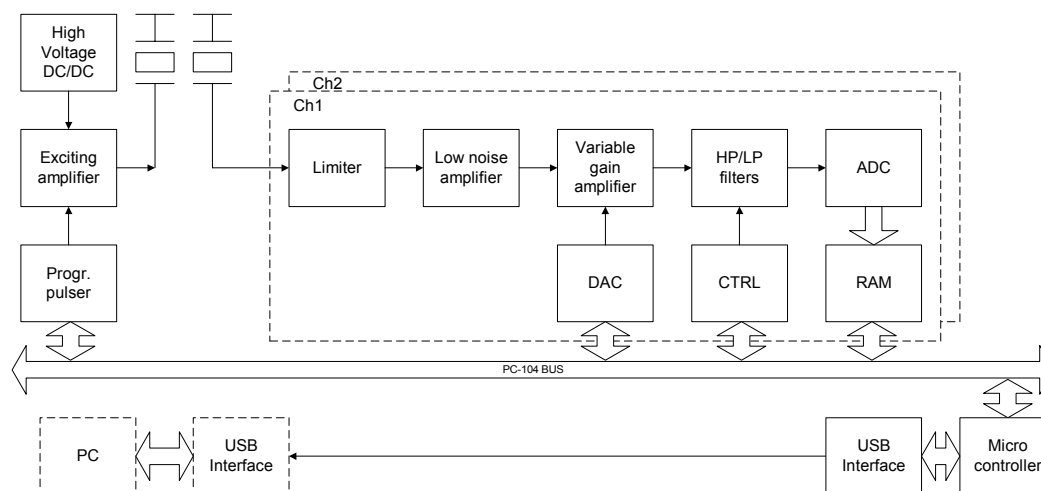 High
Voltage
DC/DC
Ch2
Ch1
Exciting
amplifier
Limiter
Low noise
amplifier
Variable
gain
amplifier
HP/LP
filters
ADC
Progr.
pulser
DAC
CTRL
RAM
PC-104 BUS
PC
USB
Interface
USB
Interface
Micro
controller